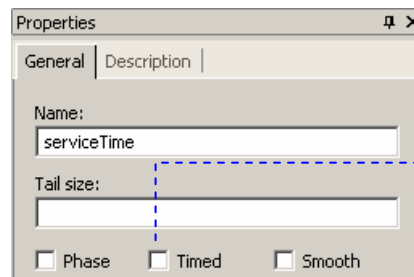 Properties
General Description
Name:
serviceTime
Tail size:
Phase Timed Smooth